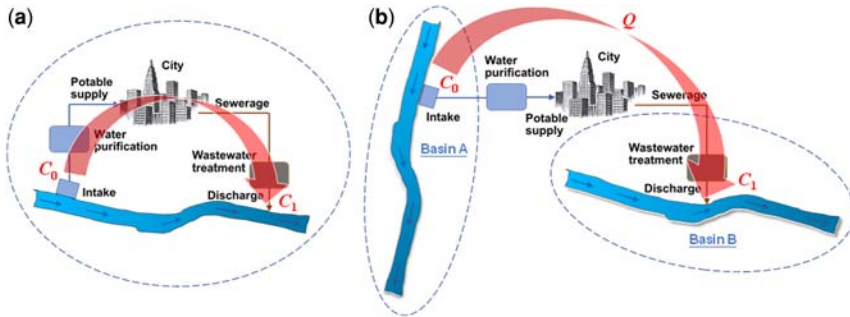 (a)
City
Potable
supply
Sewerage
Water
purification
Wastewater
treatment
C0
Intake
Discharge
C1
(b)
Q
City
Water
purification
C0
Sewerage
Intake
Potable
supply
Wastewater
treatment
Basin A
Discharge
C1
Basin B